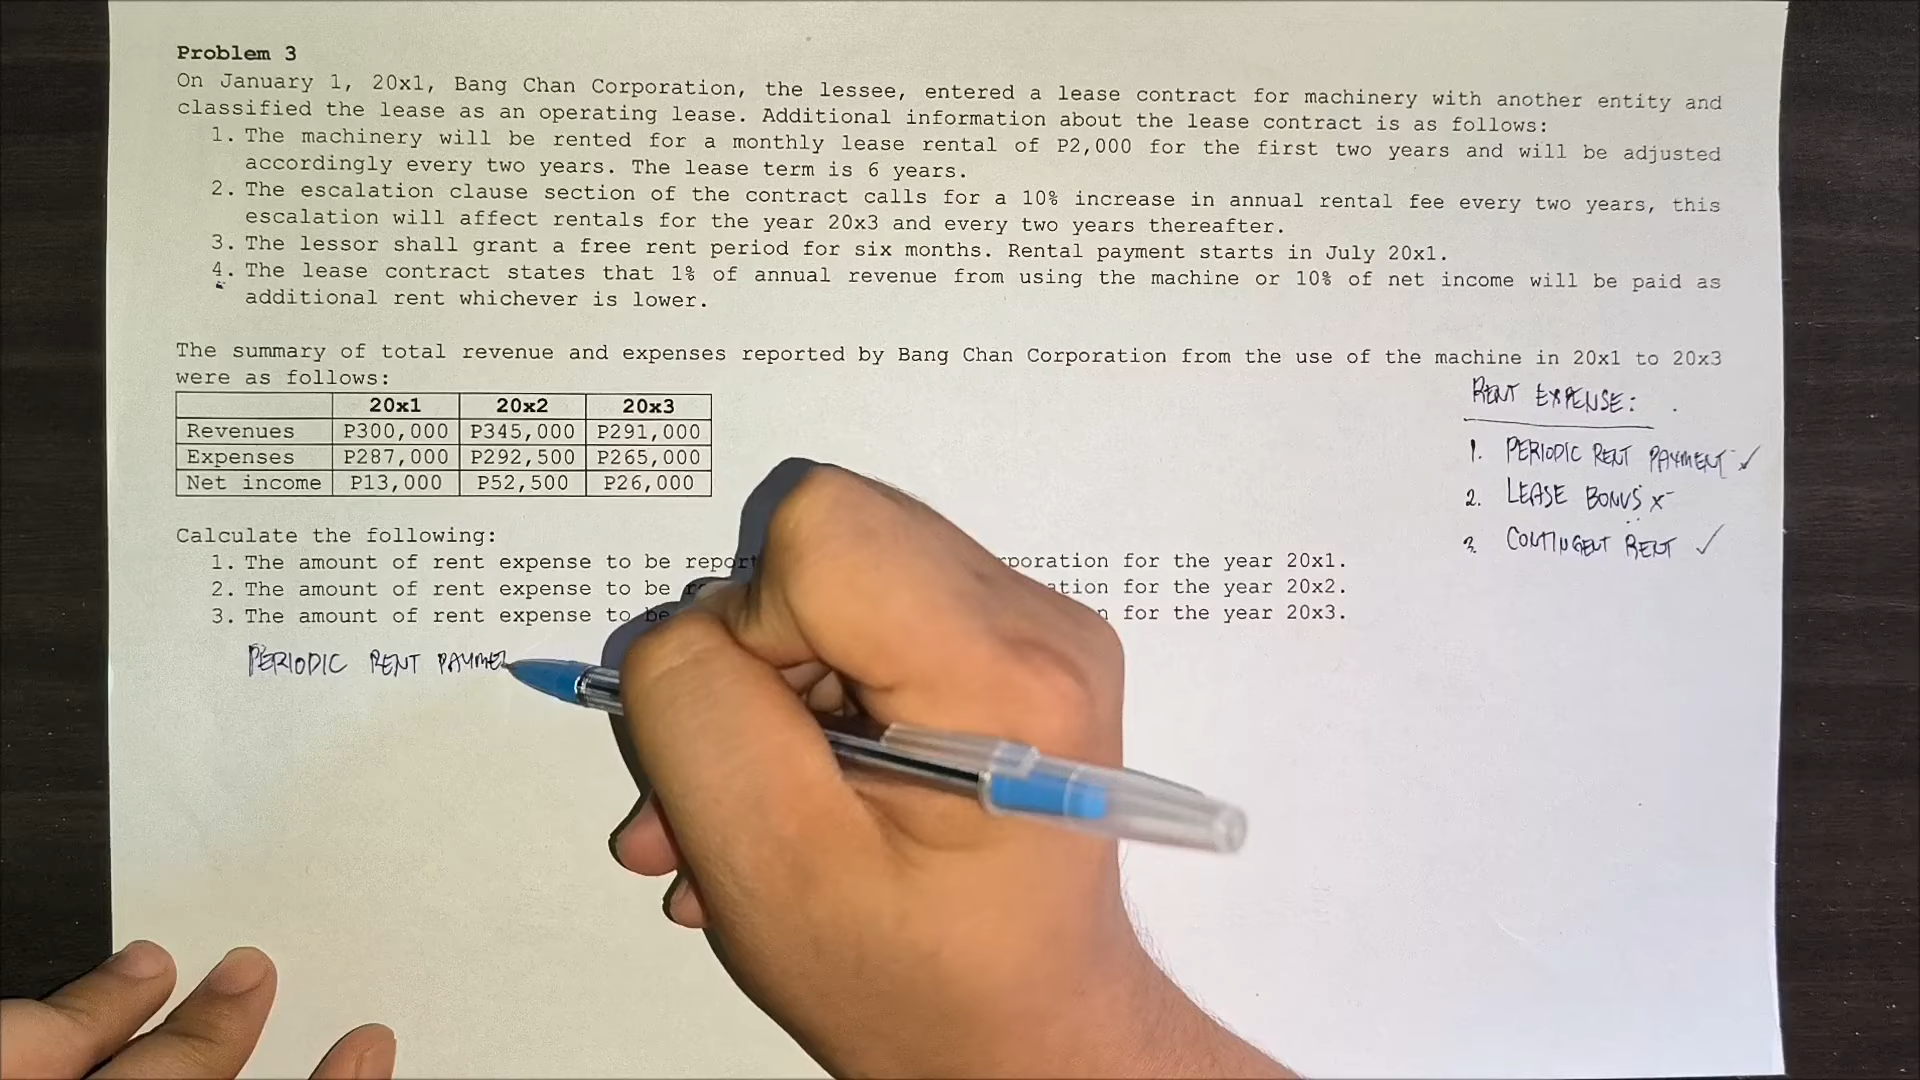 Problem 3
On January 1, 20x1, Bang Chan Corporation, the lessee, entered a lease contract for machinery with another entity and
classified the lease as an operating lease. Additional information about the lease contract is as follows:
1. The machinery will be rented for a monthly lease rental of P2,000 for the first two years and will be adjusted
accordingly every two years. The lease term is 6 years.
2. The escalation clause section of the contract calls for a 10% increase in annual rental fee every two years, this
escalation will affect rentals for the year 20x3 and every two years thereafter.
3. The lessor shall grant a free rent period for six months. Rental payment starts in July 20x1.
4. The lease contract states that 1% of annual revenue from using the machine or 10% of net income will be paid as
additional rent whichever is lower.
The summary of total revenue and expenses reported by Bang Chan Corporation from the use of the machine in 20x1 to 20x3
were as follows:
20x1 20x2 20x3
Revenues P300,000 P345,000 P291,000
Expenses P287,000 P292,500 P265,000
Net income P13,000 P52,500 P26,000
RENT EXPENSE:
1. PERIODIC RENT PAYMENT ✓
2. LEASE BONUS x
3. CONTINGENT RENT ✓
Calculate the following:
1. The amount of rent expense to be report poration for the year 20x1.
2. The amount of rent expense to be ation for the year 20x2.
3. The amount of rent expense to be for the year 20x3.
PERIODIC RENT PAYME